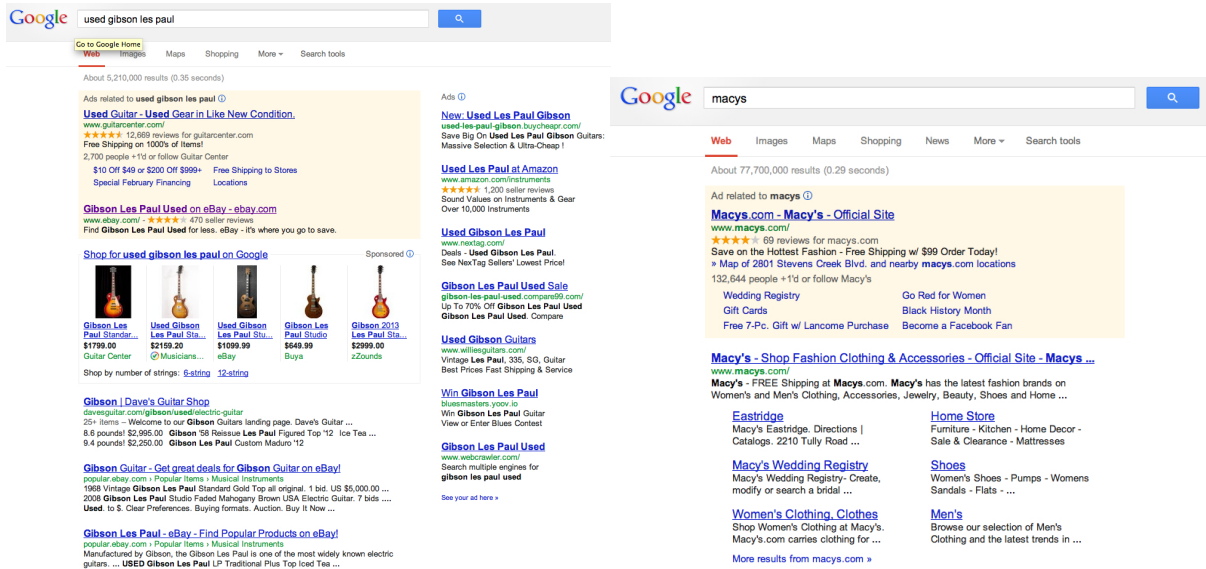 Google
used gibson les paul
Go to Google Home
Web Images Maps Shopping More Search tools
About 5,210,000 results (0.35 seconds)
Ads related to used gibson les paul
Used Guitar - Used Gear in Like New Condition.
www.guitarcenter.com/
12,669 reviews for guitarcenter.com
Free Shipping on 1000's of Items!
2,700 people +1'd or follow Guitar Center
$10 Off $49 or $200 Off $999+ Free Shipping to Stores
Special February Financing Locations
Gibson Les Paul Used on eBay - ebay.com
www.ebay.com/ - 470 seller reviews
Find Gibson Les Paul Used for less. eBay - it's where you go to save.
Shop for used gibson les paul on Google Sponsored
Gibson Les Paul Standar...
$1799.00
Guitar Center
Used Gibson Les Paul Sta...
$2159.20
Musicians...
Used Gibson Les Paul Stu...
$1099.99
eBay
Gibson Les Paul Studio
$649.99
Buya
Gibson 2013 Les Paul Sta...
$2999.00
zZounds
Shop by number of strings: 6-string 12-string
Gibson | Dave's Guitar Shop
davesguitar.com/gibson/used/electric-guitar
25+ items – Welcome to our Gibson Guitars landing page. Dave's Guitar ...
8.6 pounds! $2,995.00 Gibson '58 Reissue Les Paul Figured Top '12 Ice Tea ...
9.4 pounds! $2,250.00 Gibson Les Paul Custom Maduro '12
Gibson Guitar - Get great deals for Gibson Guitar on eBay!
popular.ebay.com › Popular Items › Musical Instruments
1968 Vintage Gibson Les Paul Standard Gold Top all original. 1 bid. US $5,000.00 ...
2008 Gibson Les Paul Studio Faded Mahogany Brown USA Electric Guitar. 7 bids ....
Used. to $. Clear Preferences. Buying formats. Auction. Buy It Now ...
Gibson Les Paul - eBay - Find Popular Products on eBay!
popular.ebay.com › Popular Items › Musical Instruments
Manufactured by Gibson, the Gibson Les Paul is one of the most widely known electric
guitars. ... USED Gibson Les Paul LP Traditional Plus Top Iced Tea ...
Ads
New: Used Les Paul Gibson
used-les-paul-gibson.buycheapr.com/
Save Big On Used Les Paul Gibson Guitars:
Massive Selection & Ultra-Cheap !
Used Les Paul at Amazon
www.amazon.com/instruments
1,200 seller reviews
Sound Values on Instruments & Gear
Over 10,000 Instruments
Used Gibson Les Paul
www.nextag.com/
Deals - Used Gibson Les Paul.
See NexTag Sellers' Lowest Price!
Gibson Les Paul Used Sale
gibson-les-paul-used.compare99.com/
Up To 70% Off Gibson Les Paul Used
Gibson Les Paul Used. Compare
Used Gibson Guitars
www.williesguitars.com/
Vintage Les Paul, 335, SG, Guitar
Best Prices Fast Shipping & Service
Win Gibson Les Paul
bluesmasters.yoov.io
Win Gibson Les Paul Guitar
View or Enter Blues Contest
Gibson Les Paul Used
www.webcrawler.com/
Search multiple engines for
gibson les paul used
See your ad here »
Google
macys
Web Images Maps Shopping News More Search tools
About 77,700,000 results (0.29 seconds)
Ad related to macys
Macys.com - Macy's - Official Site
www.macys.com/
69 reviews for macys.com
Save on the Hottest Fashion - Free Shipping w/ $99 Order Today!
» Map of 2801 Stevens Creek Blvd. and nearby macys.com locations
132,644 people +1'd or follow Macy's
Wedding Registry Go Red for Women
Gift Cards Black History Month
Free 7-Pc. Gift w/ Lancome Purchase Become a Facebook Fan
Macy's - Shop Fashion Clothing & Accessories - Official Site - Macys ...
www.macys.com/
Macy's - FREE Shipping at Macys.com. Macy's has the latest fashion brands on
Women's and Men's Clothing, Accessories, Jewelry, Beauty, Shoes and Home ...
Eastridge
Macy's Eastridge. Directions |
Catalogs. 2210 Tully Road ...
Home Store
Furniture - Kitchen - Home Decor -
Sale & Clearance - Mattresses
Macy's Wedding Registry
Macy's Wedding Registry- Create,
modify or search a bridal ...
Shoes
Women's Shoes - Pumps - Womens
Sandals - Flats - ...
Women's Clothing, Clothes
Shop Women's Clothing at Macy's.
Macy's.com carries clothing for ...
Men's
Browse our selection of Men's
Clothing and the latest trends in ...
More results from macys.com »